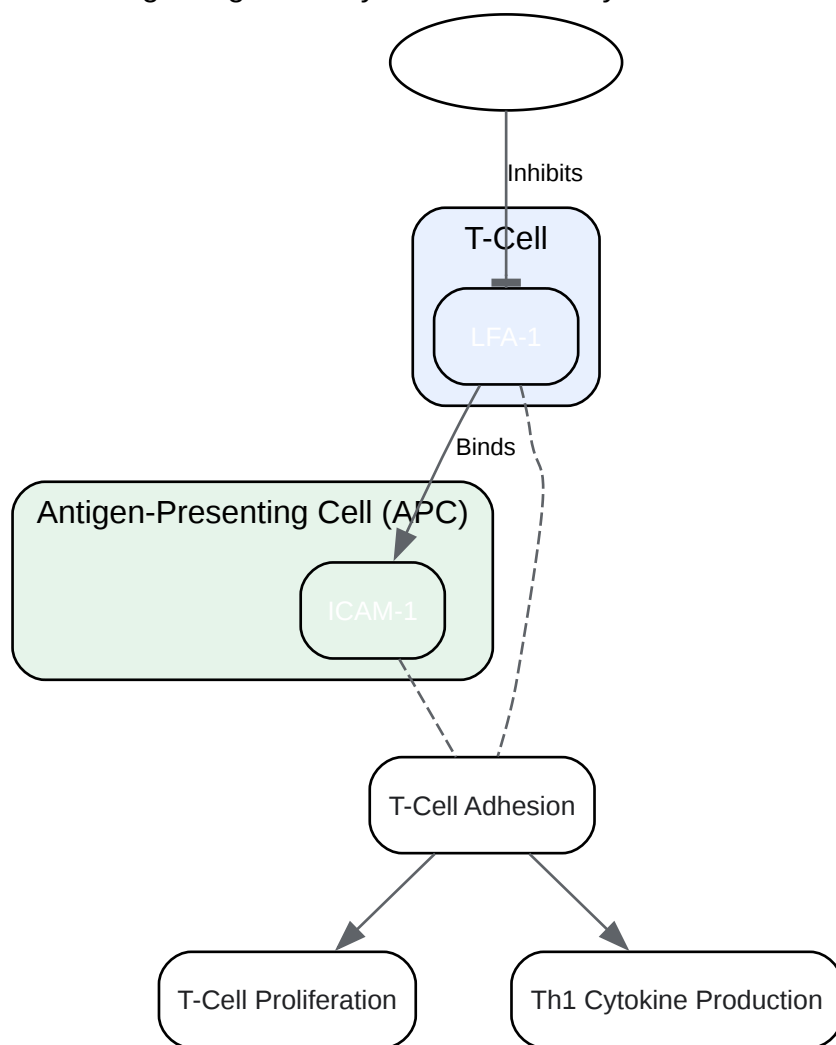 Inhibits
T-Cell
LFA-1
Binds
Antigen-Presenting Cell (APC)
ICAM-1
T-Cell Adhesion
T-Cell Proliferation
Th1 Cytokine Production